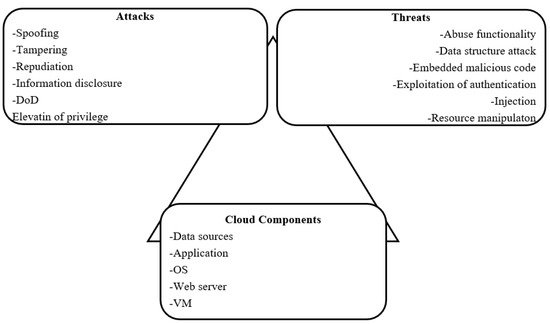 Attacks
-Spoofing
-Tampering
-Repudiation
-Information disclosure
-DoD
Elevatin of privilege
Threats
-Abuse functionality
-Data structure attack
-Embedded malicious code
-Exploitation of authentication
-Injection
-Resource manipulaton
Cloud Components
-Data sources
-Application
-OS
-Web server
-VM